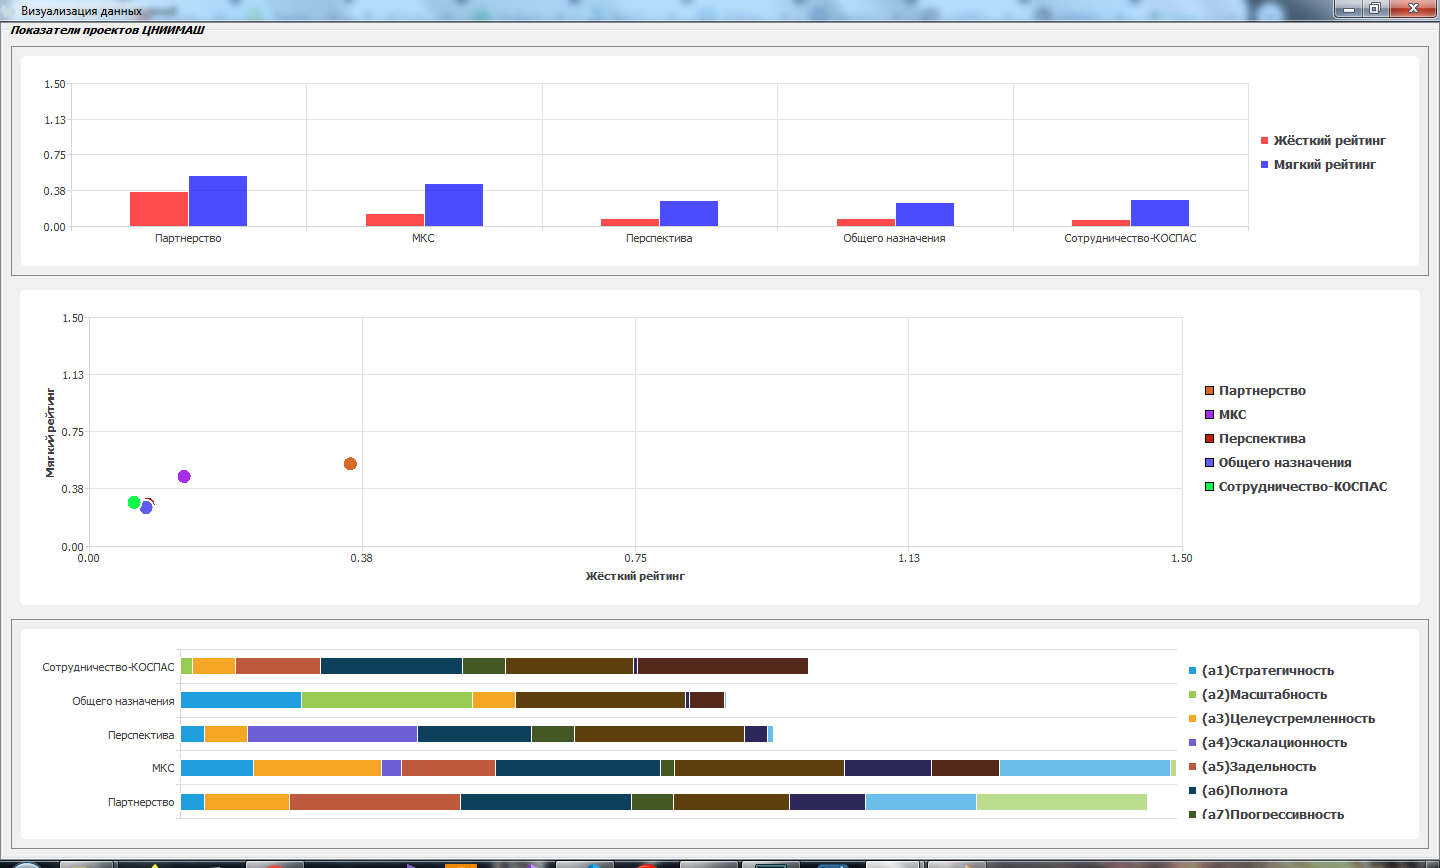 Визуализация данных
Показатели проектов ЦНИИМАШ
1.50
1.13
0.75
0.38
0.00
Партнерство
МКС
Перспектива
Общего назначения
Сотрудничество-КОСПАС
Жёсткий рейтинг
Мягкий рейтинг
1.50
1.13
0.75
0.38
0.00
Мягкий рейтинг
0.00
0.38
0.75
1.13
1.50
Жёсткий рейтинг
Партнерство
МКС
Перспектива
Общего назначения
Сотрудничество-КОСПАС
Сотрудничество-КОСПАС
Общего назначения
Перспектива
МКС
Партнерство
(a1)Стратегичность
(a2)Масштабность
(a3)Целеустремленность
(a4)Эскалационность
(a5)Задельность
(a6)Полнота
(a7)Прогрессивность